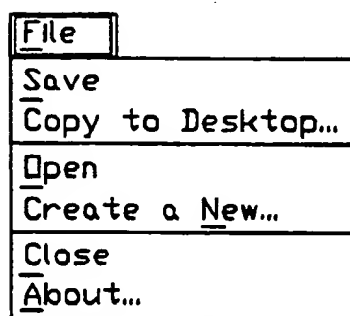 File
Save
Copy to Desktop...
Open
Create a New...
Close
About...